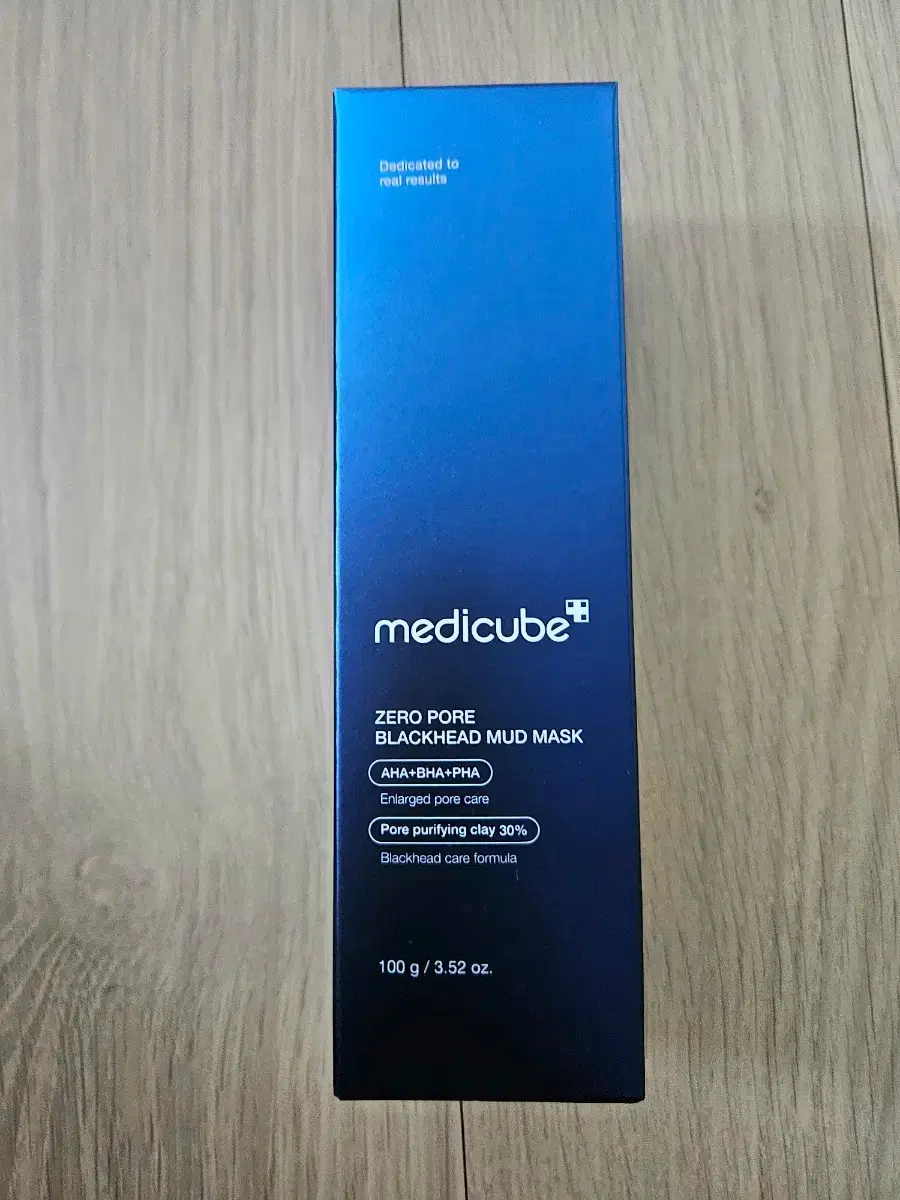 Dedicated to
real results
medicube
ZERO PORE
BLACKHEAD MUD MASK
AHA+BHA+PHA
Enlarged pore care
Pore purifying clay 30%
Blackhead care formula
100 g / 3.52 oz.